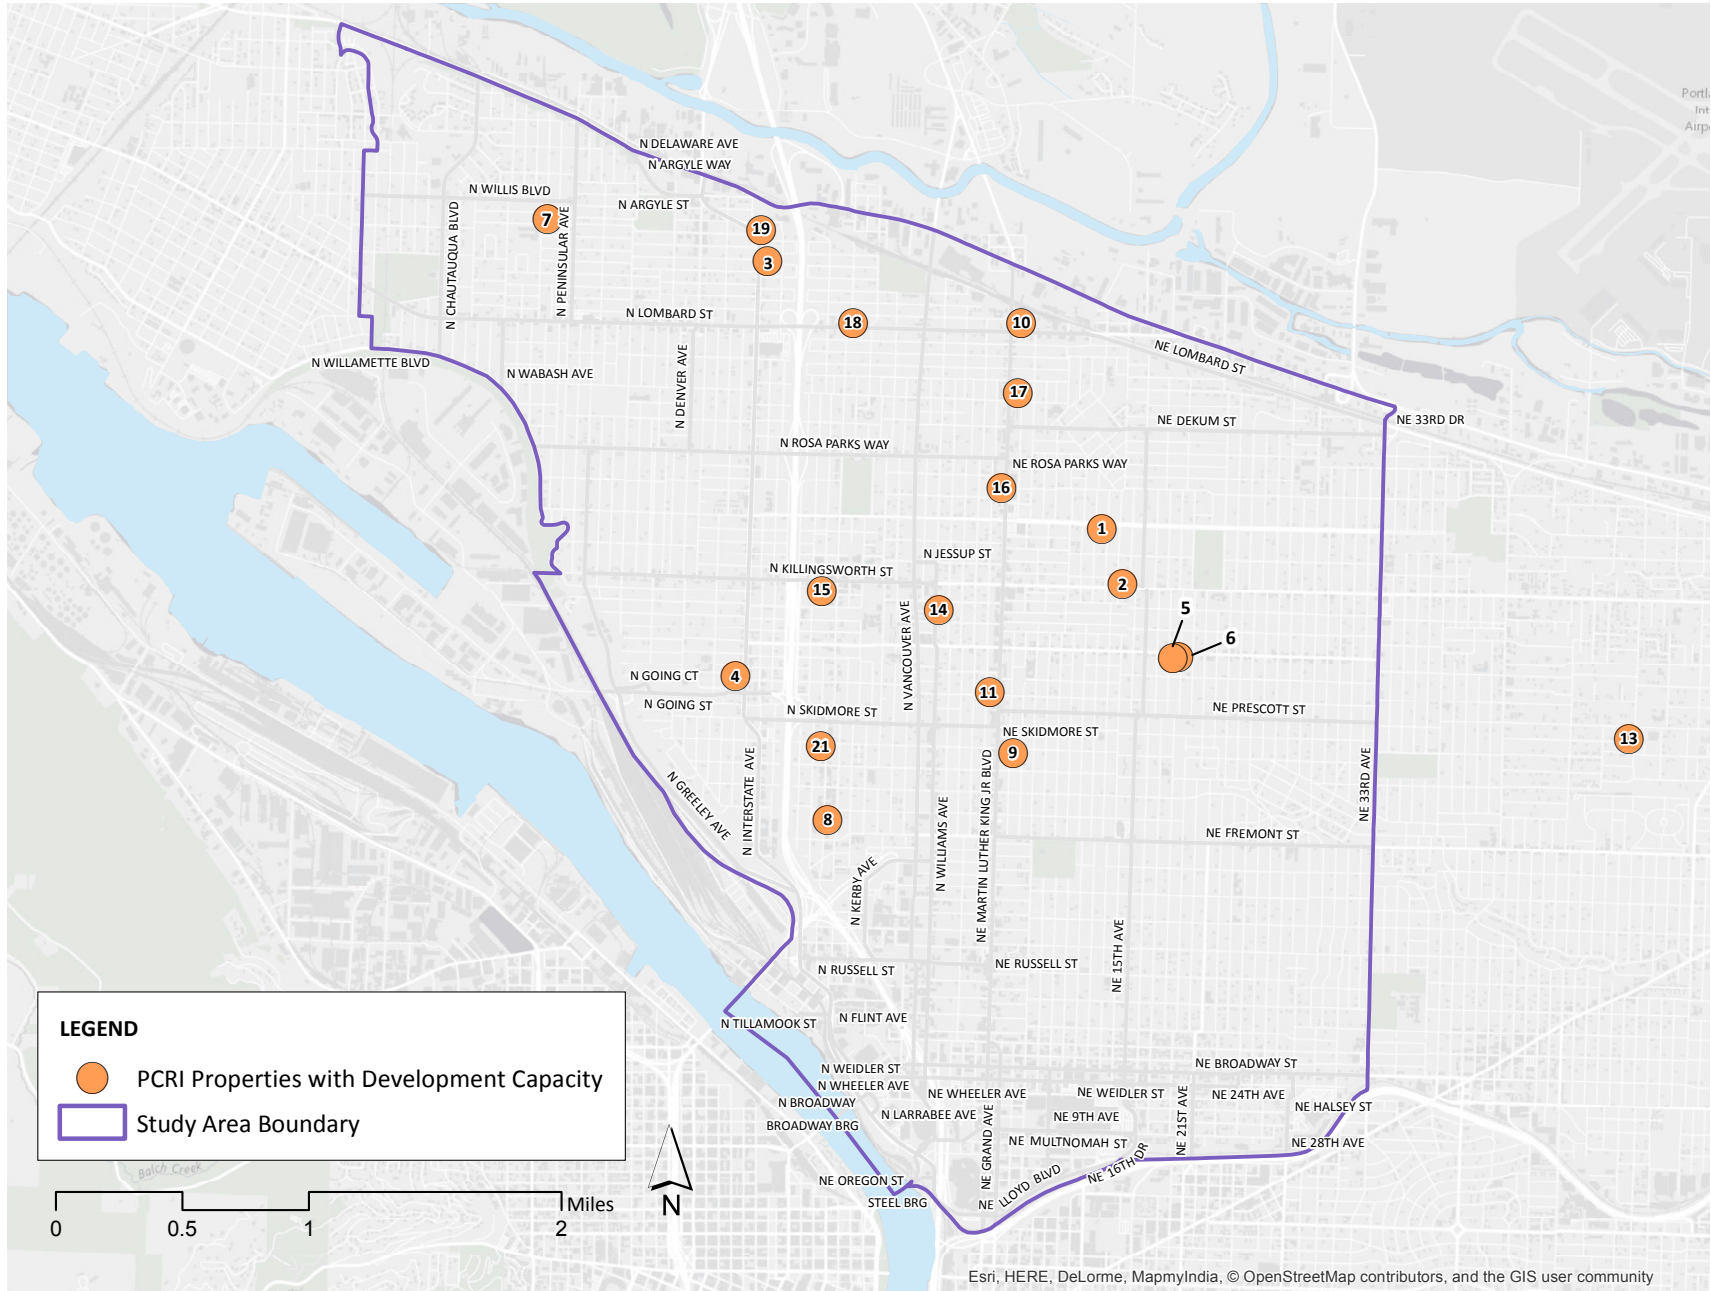 Portl
Int
Airp
N DELAWARE AVE
N ARGYLE WAY
N WILLIS BLVD
N ARGYLE ST
7
19
3
N CHAUTAUQUA BLVD
N PENINSULAR AVE
N LOMBARD ST
18
10
N WILLAMETTE BLVD
N WABASH AVE
N DENVER AVE
NE LOMBARD ST
17
NE DEKUM ST
NE 33RD DR
N ROSA PARKS WAY
NE ROSA PARKS WAY
16
1
N JESSUP ST
N KILLINGSWORTH ST
2
15
14
5
6
N VANCOUVER AVE
N GOING CT
4
N GOING ST
11
N SKIDMORE ST
NE PRESCOTT ST
NE SKIDMORE ST
21
9
13
N INTERSTATE AVE
N GREELEY AVE
NE 33RD AVE
8
NE MARTIN LUTHER KING JR BLVD
N WILLIAMS AVE
NE FREMONT ST
N KERBY AVE
NE 15TH AVE
N RUSSELL ST
NE RUSSELL ST
N TILLAMOOK ST
N FLINT AVE
N WEIDLER ST
NE BROADWAY ST
N WHEELER AVE
NE WHEELER AVE
NE WEIDLER ST
NE 24TH AVE
N BROADWAY
NE HALSEY ST
N LARRABEE AVE
NE 9TH AVE
BROADWAY BRG
NE GRAND AVE
NE 21ST AVE
NE MULTNOMAH ST
NE 28TH AVE
NE 16TH DR
NE OREGON ST
NE LLOYD BLVD
STEEL BRG
LEGEND
PCRI Properties with Development Capacity
Study Area Boundary
Balch Creek
Miles
0 0.5 1 2
N
Esri, HERE, DeLorme, MapmyIndia, © OpenStreetMap contributors, and the GIS user community